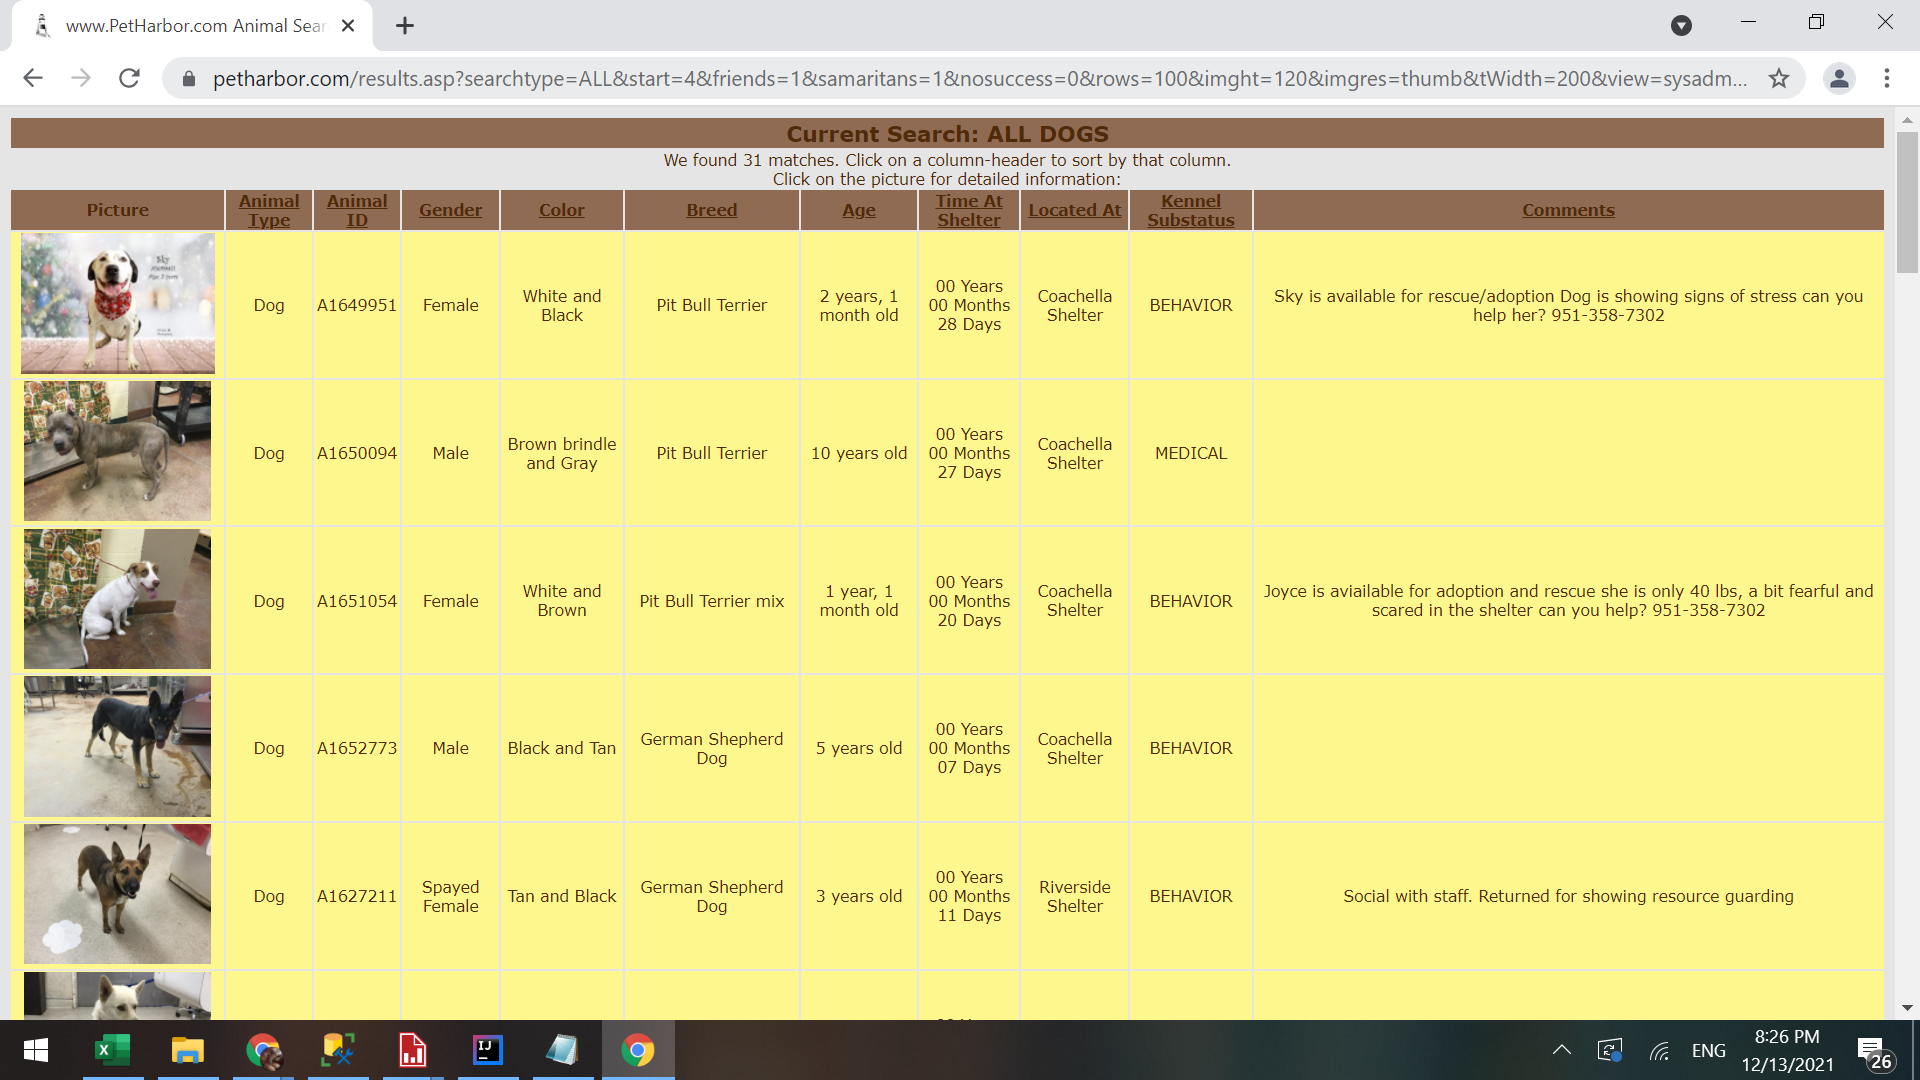 www.PetHarbor.com Animal Sear
petharbor.com/results.asp?searchtype=ALL&start=4&friends=1&samaritans=1&nosuccess=0&rows=100&imght=120&imgres=thumb&tWidth=200&view=sysadm...
Current Search: ALL DOGS
We found 31 matches. Click on a column-header to sort by that column.
Click on the picture for detailed information:
Picture
Animal
Type
Animal
ID
Gender
Color
Breed
Age
Time At
Shelter
Located At
Kennel
Substatus
Comments
Sky
Dog
A1649951
Female
White and
Black
Pit Bull Terrier
2 years, 1
month old
00 Years
00 Months
28 Days
Coachella
Shelter
BEHAVIOR
Sky is available for rescue/adoption Dog is showing signs of stress can you
help her? 951-358-7302
Dog
A1650094
Male
Brown brindle
and Gray
Pit Bull Terrier
10 years old
00 Years
00 Months
27 Days
Coachella
Shelter
MEDICAL
Dog
A1651054
Female
White and
Brown
Pit Bull Terrier mix
1 year, 1
month old
00 Years
00 Months
20 Days
Coachella
Shelter
BEHAVIOR
Joyce is avialable for adoption and rescue she is only 40 lbs, a bit fearful and
scared in the shelter can you help? 951-358-7302
Dog
A1652773
Male
Black and Tan
German Shepherd
Dog
5 years old
00 Years
00 Months
07 Days
Coachella
Shelter
BEHAVIOR
Dog
A1627211
Spayed
Female
Tan and Black
German Shepherd
Dog
3 years old
00 Years
00 Months
11 Days
Riverside
Shelter
BEHAVIOR
Social with staff. Returned for showing resource guarding
IJ
ENG
8:26 PM
12/13/2021
26